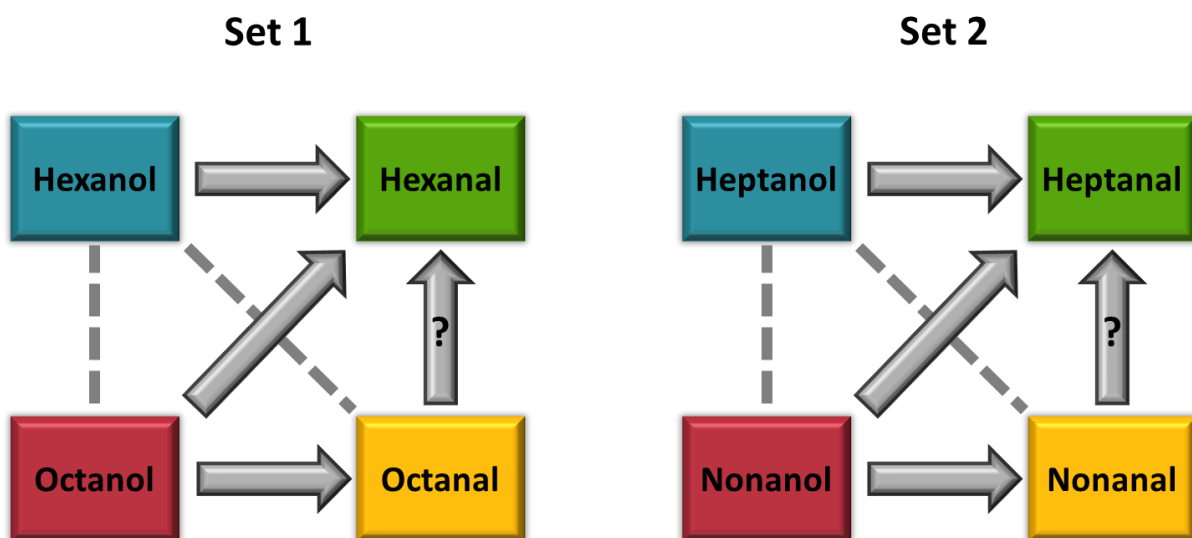 Set 1
Set 2
Hexanol
Hexanal
Heptanol
Heptanal
?
?
Octanol
Octanal
Nonanol
Nonanal